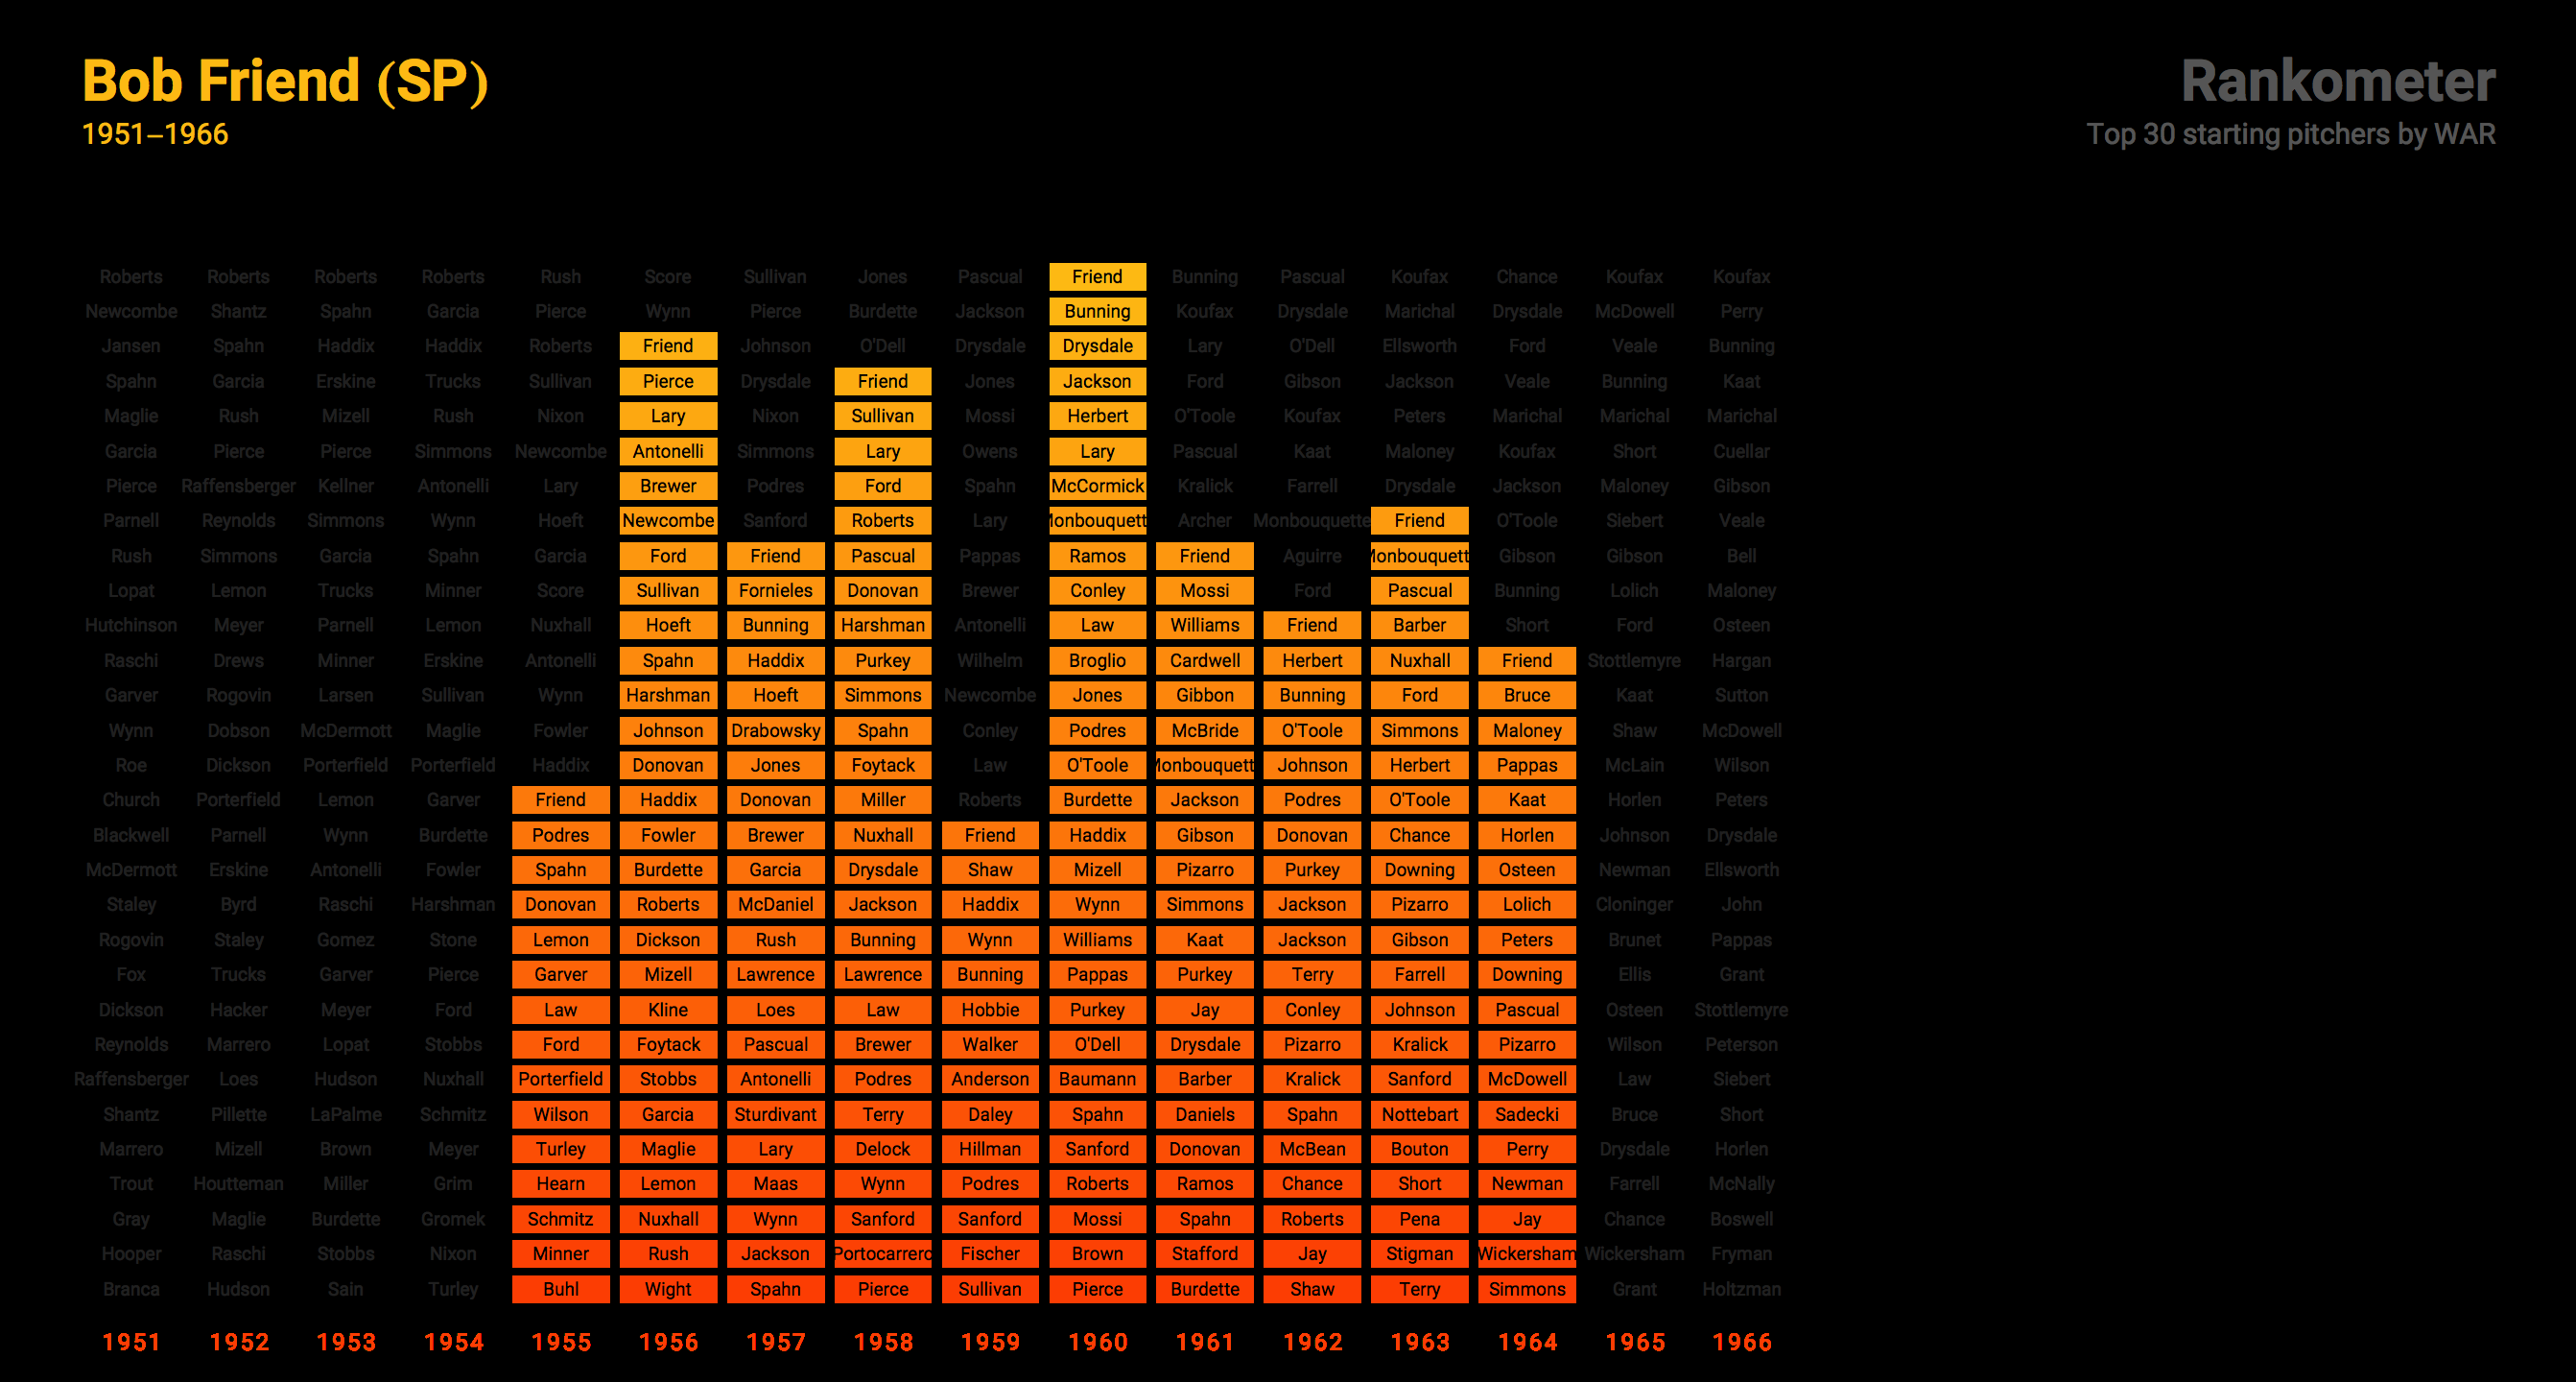 Bob Friend (SP)
1951–1966
Rankometer
Top 30 starting pitchers by WAR
Roberts Roberts Roberts Roberts Rush Score Sullivan Jones Pascual Friend Bunning Pascual Koufax Chance Koufax Koufax
Newcombe Shantz Spahn Garcia Pierce Wynn Pierce Burdette Jackson Bunning Koufax Drysdale Marichal Drysdale McDowell Perry
Jansen Spahn Haddix Haddix Roberts Friend Johnson O'Dell Drysdale Drysdale Lary O'Dell Ellsworth Ford Veale Bunning
Spahn Garcia Erskine Trucks Sullivan Pierce Drysdale Friend Jones Jackson Ford Gibson Jackson Veale Bunning Kaat
Maglie Rush Mizell Rush Nixon Lary Nixon Sullivan Mossi Herbert O'Toole Koufax Peters Marichal Marichal Marichal
Garcia Pierce Pierce Simmons Newcombe Antonelli Simmons Lary Owens Lary Pascual Kaat Maloney Koufax Short Cuellar
Pierce Raffensberger Kellner Antonelli Lary Brewer Podres Ford Spahn McCormick Kralick Farrell Drysdale Jackson Maloney Gibson
Parnell Reynolds Simmons Wynn Hoeft Newcombe Sanford Roberts Lary Monbouquett Archer Monbouquette Friend O'Toole Siebert Veale
Rush Simmons Garcia Spahn Garcia Ford Friend Pascual Pappas Ramos Friend Aguirre Monbouquett Gibson Gibson Bell
Lopat Lemon Trucks Minner Score Sullivan Fornieles Donovan Brewer Conley Mossi Ford Pascual Bunning Lolich Maloney
Hutchinson Meyer Parnell Lemon Nuxhall Hoeft Bunning Harshman Antonelli Law Williams Friend Barber Short Ford Osteen
Raschi Drews Minner Erskine Antonelli Spahn Haddix Purkey Wilhelm Broglio Cardwell Herbert Nuxhall Friend Stottlemyre Hargan
Garver Rogovin Larsen Sullivan Wynn Harshman Hoeft Simmons Newcombe Jones Gibbon Bunning Ford Bruce Kaat Sutton
Wynn Dobson McDermott Maglie Fowler Johnson Drabowsky Spahn Conley Podres McBride O'Toole Simmons Maloney Shaw McDowell
Roe Dickson Porterfield Porterfield Haddix Donovan Jones Foytack Law O'Toole Monbouquett Johnson Herbert Pappas McLain Wilson
Church Porterfield Lemon Garver Friend Haddix Donovan Miller Roberts Burdette Jackson Podres O'Toole Kaat Horlen Peters
Blackwell Parnell Wynn Burdette Podres Fowler Brewer Nuxhall Friend Haddix Gibson Donovan Chance Horlen Johnson Drysdale
McDermott Erskine Antonelli Fowler Spahn Burdette Garcia Drysdale Shaw Mizell Pizarro Purkey Downing Osteen Newman Ellsworth
Staley Byrd Raschi Harshman Donovan Roberts McDaniel Jackson Haddix Wynn Simmons Jackson Pizarro Lolich Cloninger John
Rogovin Staley Gomez Stone Lemon Dickson Rush Bunning Wynn Williams Kaat Jackson Gibson Peters Brunet Pappas
Fox Trucks Garver Pierce Garver Mizell Lawrence Lawrence Bunning Pappas Purkey Terry Farrell Downing Ellis Grant
Dickson Hacker Meyer Ford Law Kline Loes Law Hobbie Purkey Jay Conley Johnson Pascual Osteen Stottlemyre
Reynolds Marrero Lopat Stobbs Ford Foytack Pascual Brewer Walker O'Dell Drysdale Pizarro Kralick Pizarro Wilson Peterson
Raffensberger Loes Hudson Nuxhall Porterfield Stobbs Antonelli Podres Anderson Baumann Barber Kralick Sanford McDowell Law Siebert
Shantz Pillette LaPalme Schmitz Wilson Garcia Sturdivant Terry Daley Spahn Daniels Spahn Nottebart Sadecki Bruce Short
Marrero Mizell Brown Meyer Turley Maglie Lary Delock Hillman Sanford Donovan McBean Bouton Perry Drysdale Horlen
Trout Houtteman Miller Grim Hearn Lemon Maas Wynn Podres Roberts Ramos Chance Short Newman Farrell McNally
Gray Maglie Burdette Gromek Schmitz Nuxhall Wynn Sanford Sanford Mossi Spahn Roberts Pena Jay Chance Boswell
Hooper Raschi Stobbs Nixon Minner Rush Jackson Portocarrero Fischer Brown Stafford Jay Stigman Wickersham Wickersham Fryman
Branca Hudson Sain Turley Buhl Wight Spahn Pierce Sullivan Pierce Burdette Shaw Terry Simmons Grant Holtzman
1951 1952 1953 1954 1955 1956 1957 1958 1959 1960 1961 1962 1963 1964 1965 1966